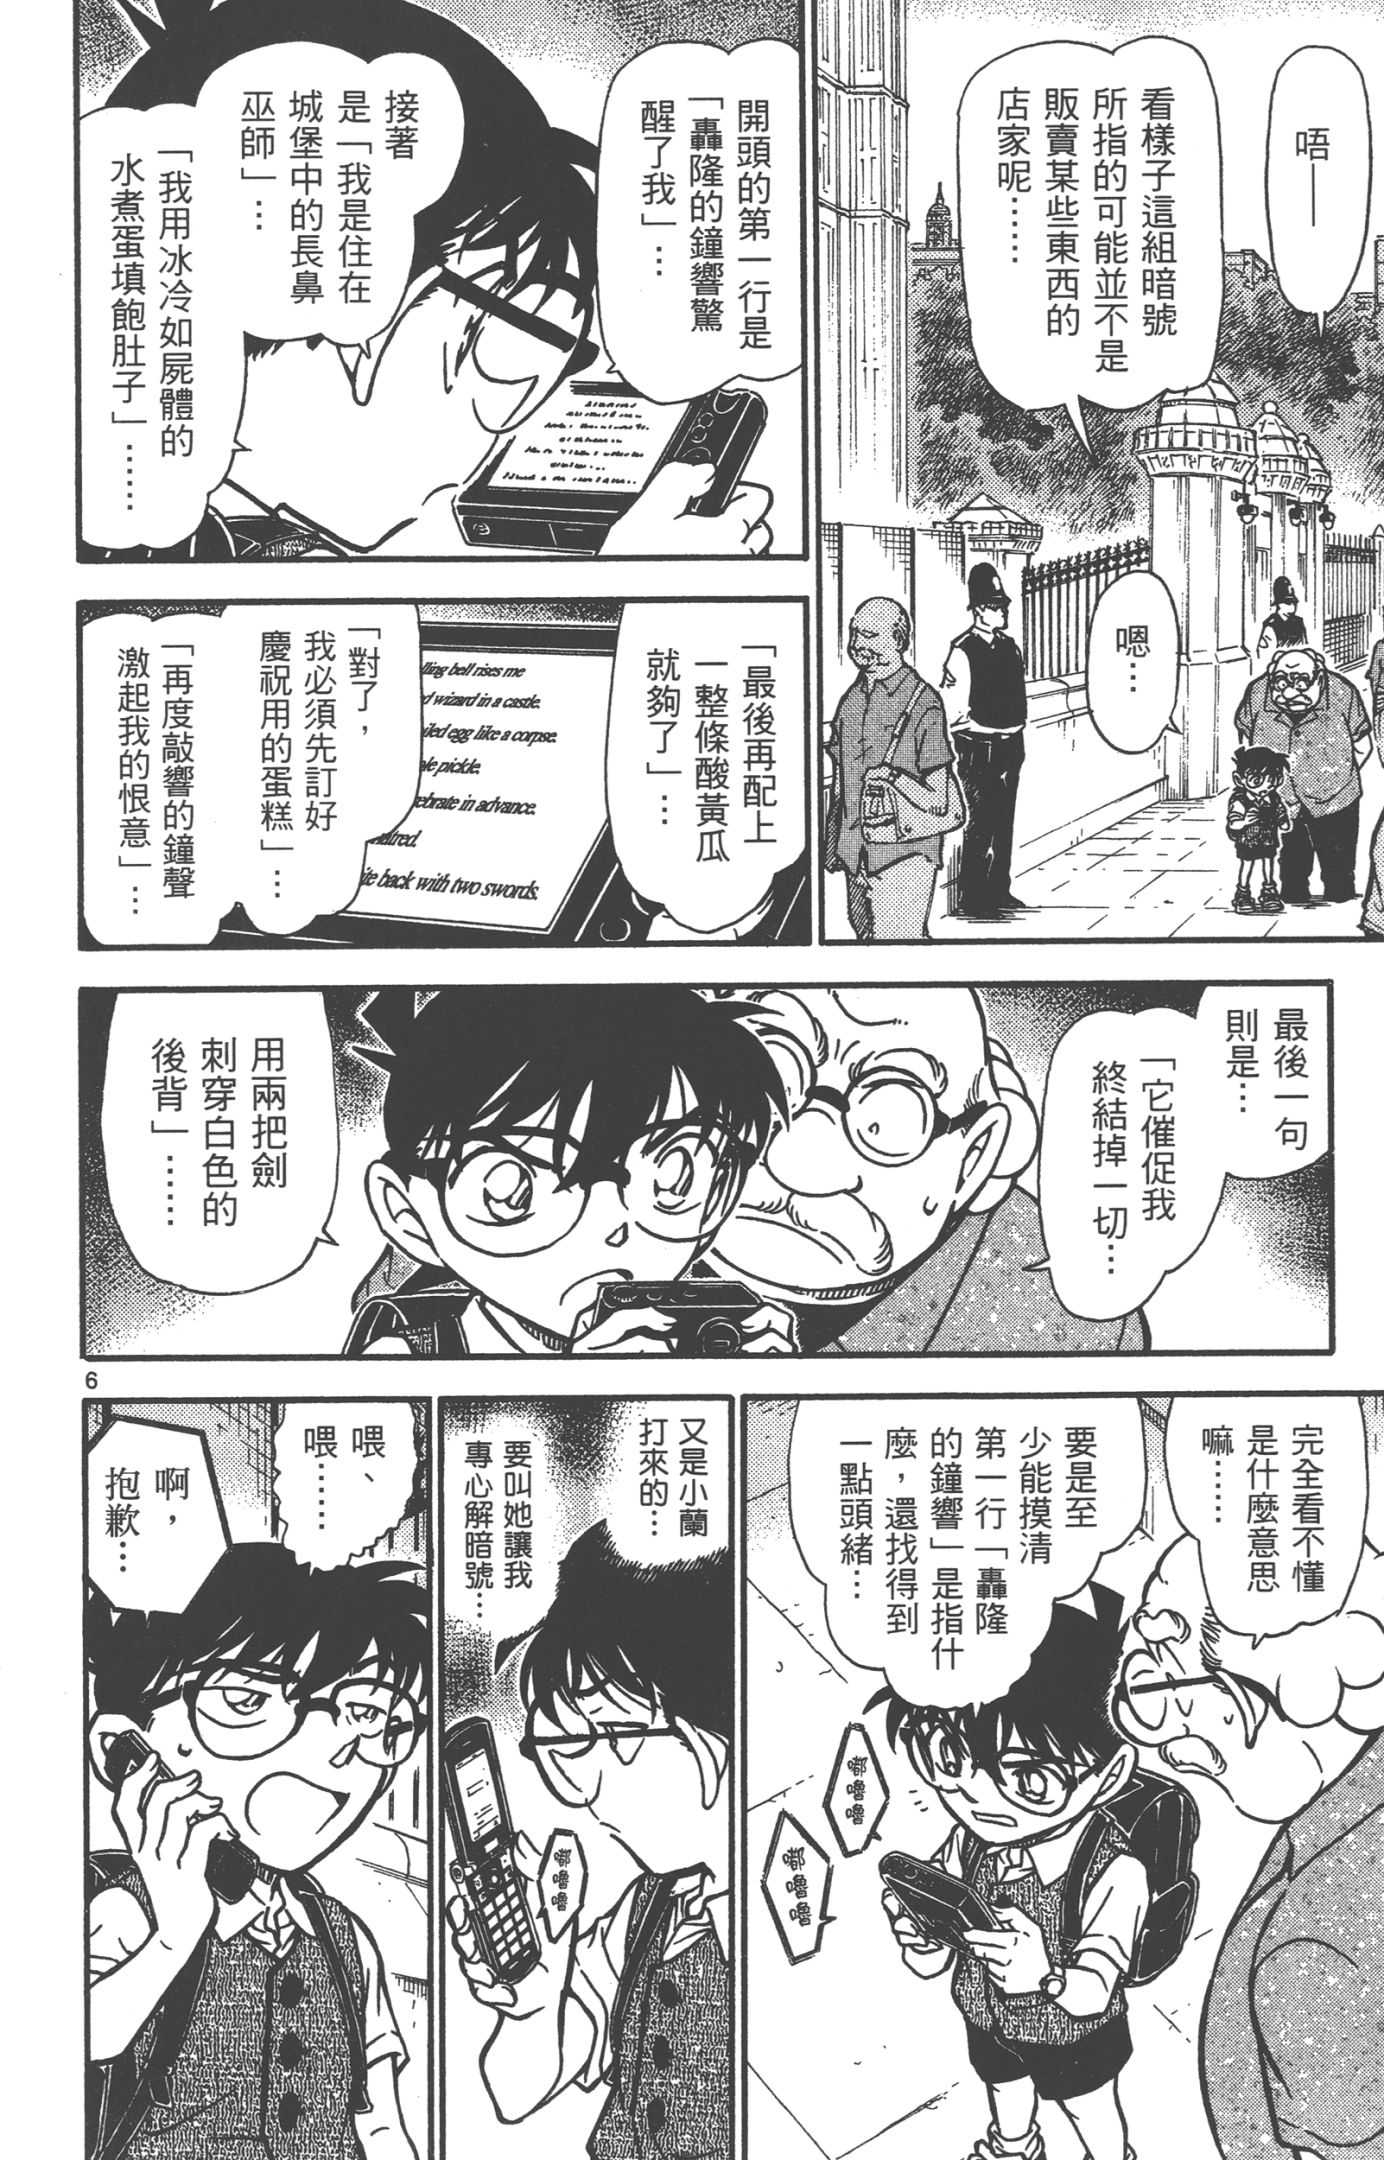 唔——
看樣子這組暗號
所指的可能並不是
販賣某些東西的
店家呢……
嗯…
開頭的第一行是
「轟隆的鐘響驚
醒了我」…
接著
是「我是住在
城堡中的長鼻
巫師」…
「我用冰冷如屍體的
水煮蛋填飽肚子」……
「最後再配上
一整條酸黃瓜
就夠了」…
「對了，
我必須先訂好
慶祝用的蛋糕」…
「再度敲響的鐘聲
激起我的恨意」…
lling bell rises me
d wizard in a castle.
iled egg like a corpse.
le pickle.
ebrate in advance.
hatred.
ite back with two swords.
最後一句
則是…
「它催促我
終結掉一切…
用兩把劍
刺穿白色的
後背」……
6
完全看不懂
是什麼意思
嘛……
要是至
少能摸清
第一行「轟隆
的鐘響」是指什
麼，還找得到
一點頭緒…
嘟嚕嚕
嘟嚕嚕
又是小蘭
打來的…
要叫她讓我
專心解暗號…
嘟嚕嚕
喂、
喂……
啊，
抱歉…